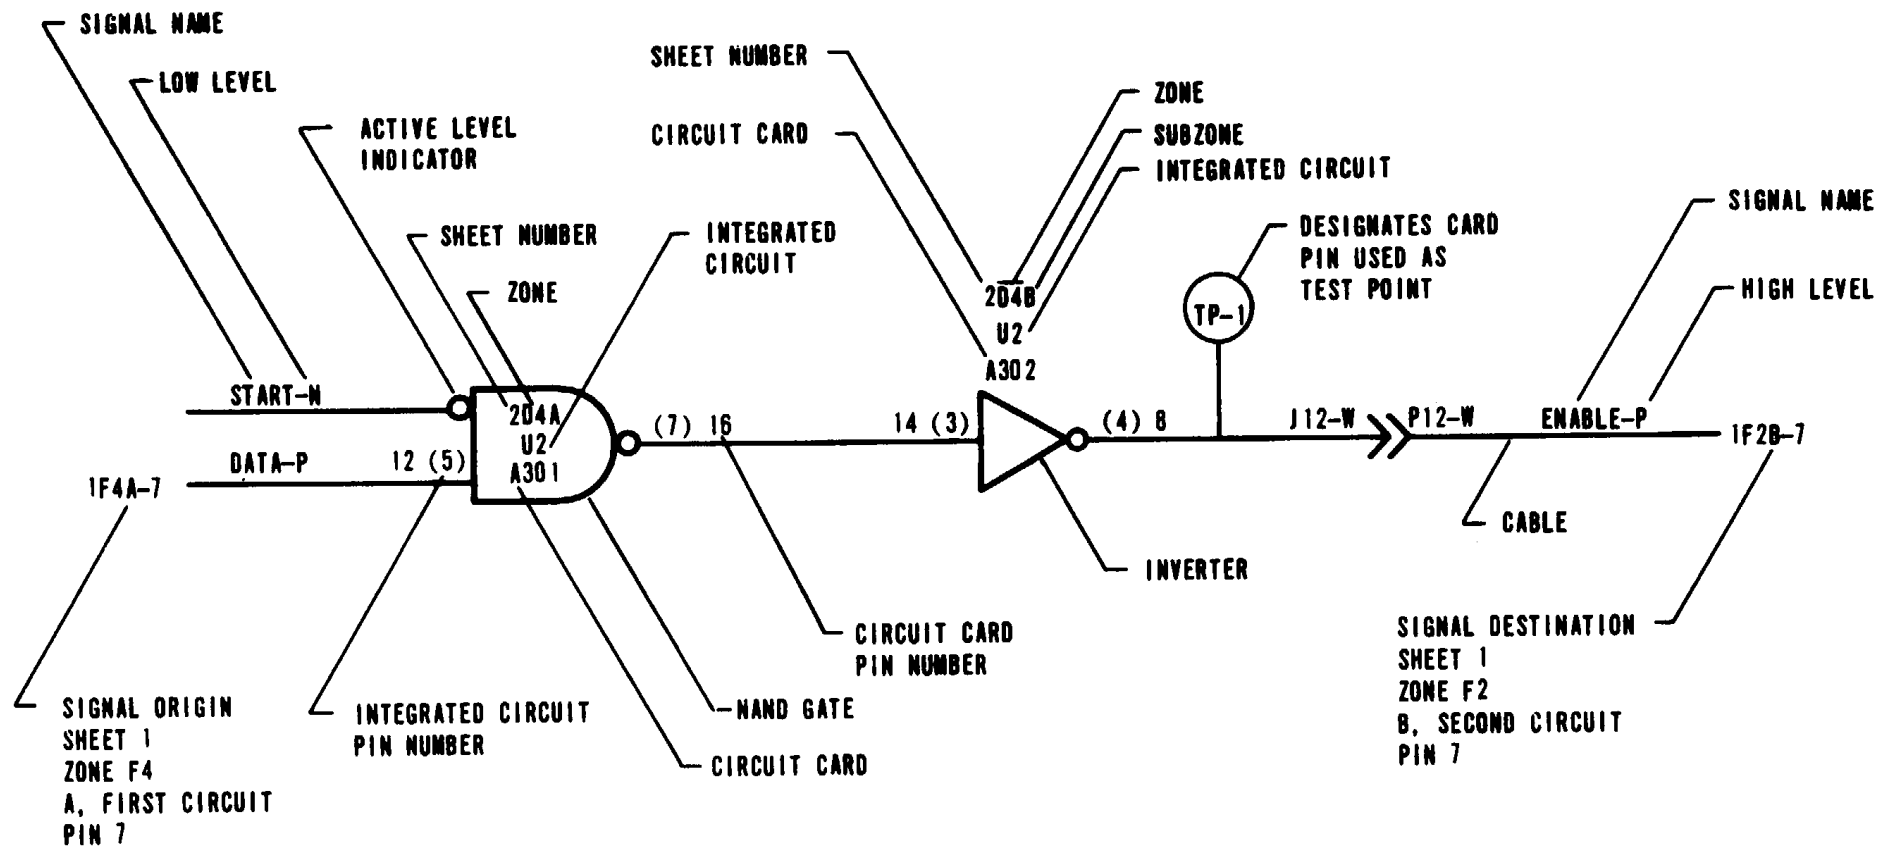 SIGNAL NAME
LOW LEVEL
ACTIVE LEVEL
INDICATOR
SHEET NUMBER
ZONE
INTEGRATED
CIRCUIT
SHEET NUMBER
CIRCUIT CARD
ZONE
SUBZONE
INTEGRATED CIRCUIT
DESIGNATES CARD
PIN USED AS
TEST POINT
SIGNAL NAME
HIGH LEVEL
2D4B
U2
A302
TP-1
START-N
2D4A
U2
A301
DATA-P
12 (5)
1F4A-7
(7) 16
14 (3)
(4) 8
J12-W
P12-W
ENABLE-P
1F2B-7
CABLE
INVERTER
CIRCUIT CARD
PIN NUMBER
NAND GATE
CIRCUIT CARD
INTEGRATED CIRCUIT
PIN NUMBER
SIGNAL ORIGIN
SHEET 1
ZONE F4
A, FIRST CIRCUIT
PIN 7
SIGNAL DESTINATION
SHEET 1
ZONE F2
B, SECOND CIRCUIT
PIN 7